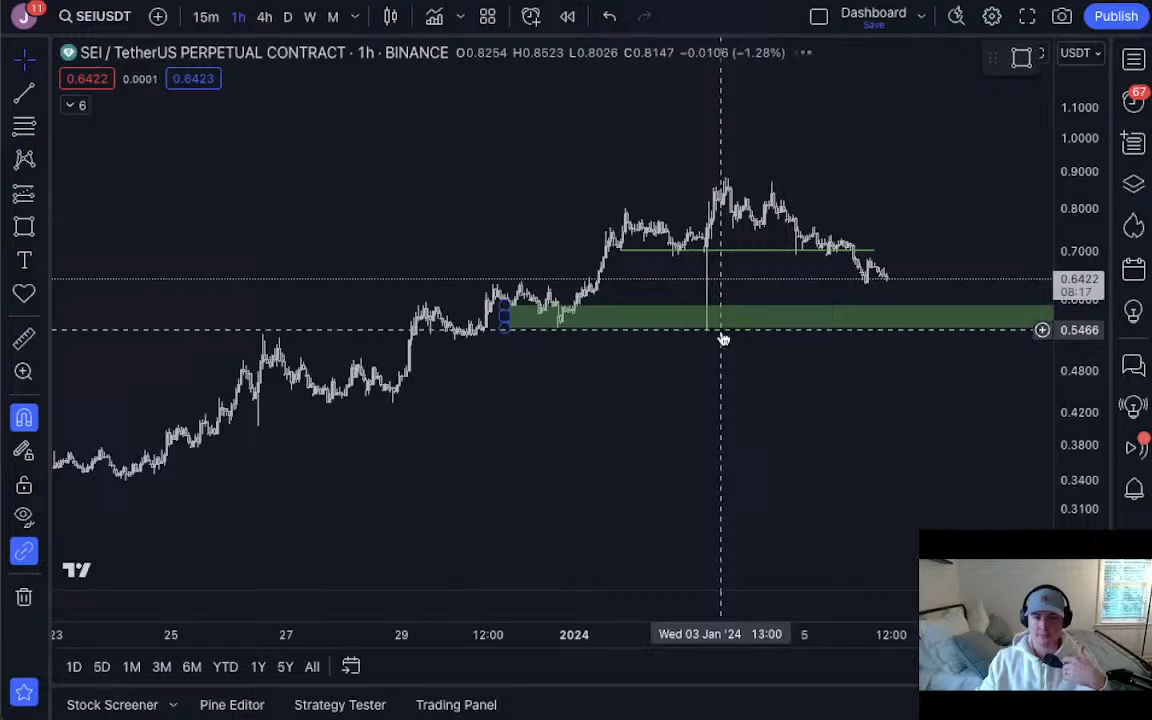 J 11 SEIUSDT 15m 1h 4h D W M Dashboard Save Publish
SEI / TetherUS PERPETUAL CONTRACT · 1h · BINANCE O0.8254 H0.8523 L0.8026 C0.8147 −0.0106 (−1.28%) USDT
0.6422 0.0001 0.6423
6
67
1.1000
1.0000
0.9000
0.8000
0.7000
0.6422
08:17
0.5466
0.4800
0.4200
0.3800
0.3400
0.3100
T
23 25 27 29 12:00 2024 Wed 03 Jan '24 13:00 5 12:00
1D 5D 1M 3M 6M YTD 1Y 5Y All
Stock Screener Pine Editor Strategy Tester Trading Panel